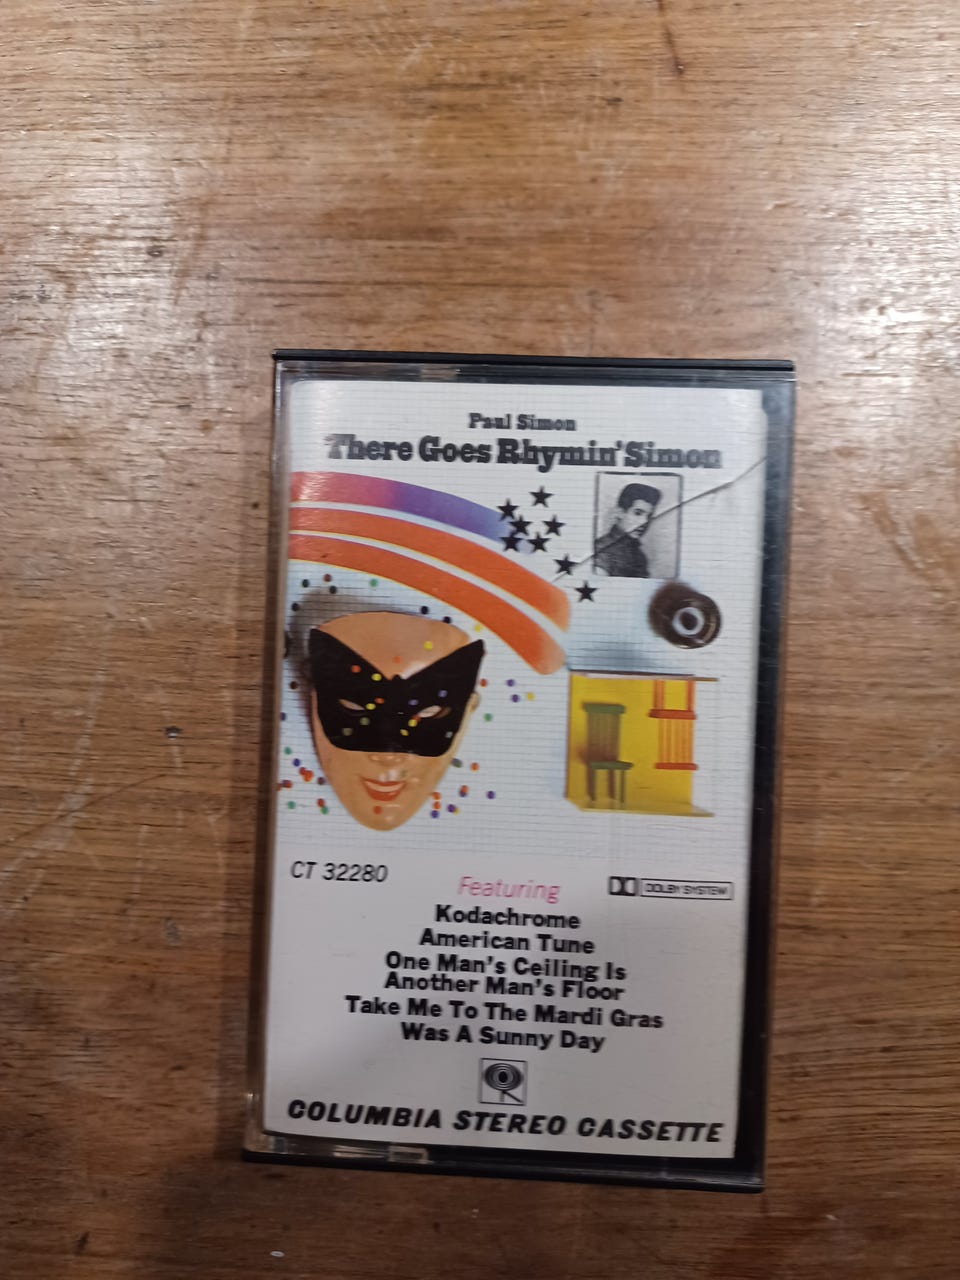 Paul Simon
There Goes Rhymin' Simon
CT 32280
Featuring
DOLBY SYSTEM
Kodachrome
American Tune
One Man's Ceiling Is
Another Man's Floor
Take Me To The Mardi Gras
Was A Sunny Day
COLUMBIA STEREO CASSETTE